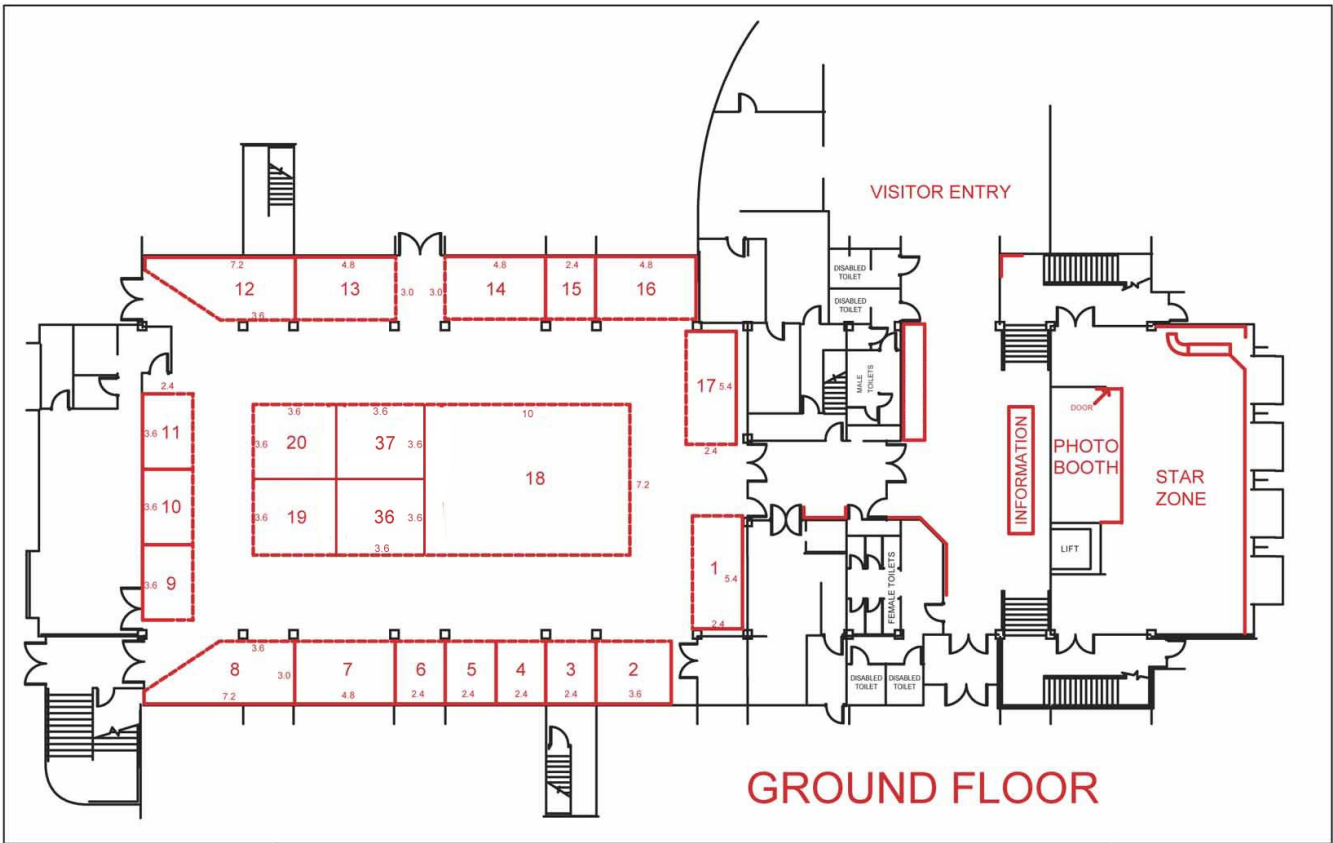 VISITOR ENTRY
DISABLED
TOILET
DISABLED
TOILET
7.2
12
3.6
4.8
13
3.0
3.0
14
4.8
2.4
15
4.8
16
17
5.4
2.4
MALE
TOILETS
2.4
3.6
11
3.6
10
3.6
9
3.6
3.6
20
3.6
37
3.6
10
18
7.2
3.6
19
36
3.6
3.6
1
5.4
2.4
DOOR
PHOTO
BOOTH
INFORMATION
STAR
ZONE
LIFT
FEMALE TOILETS
3.6
8
3.0
7.2
7
4.8
6
2.4
5
2.4
4
2.4
3
2.4
2
3.6
DISABLED
TOILET
DISABLED
TOILET
GROUND FLOOR